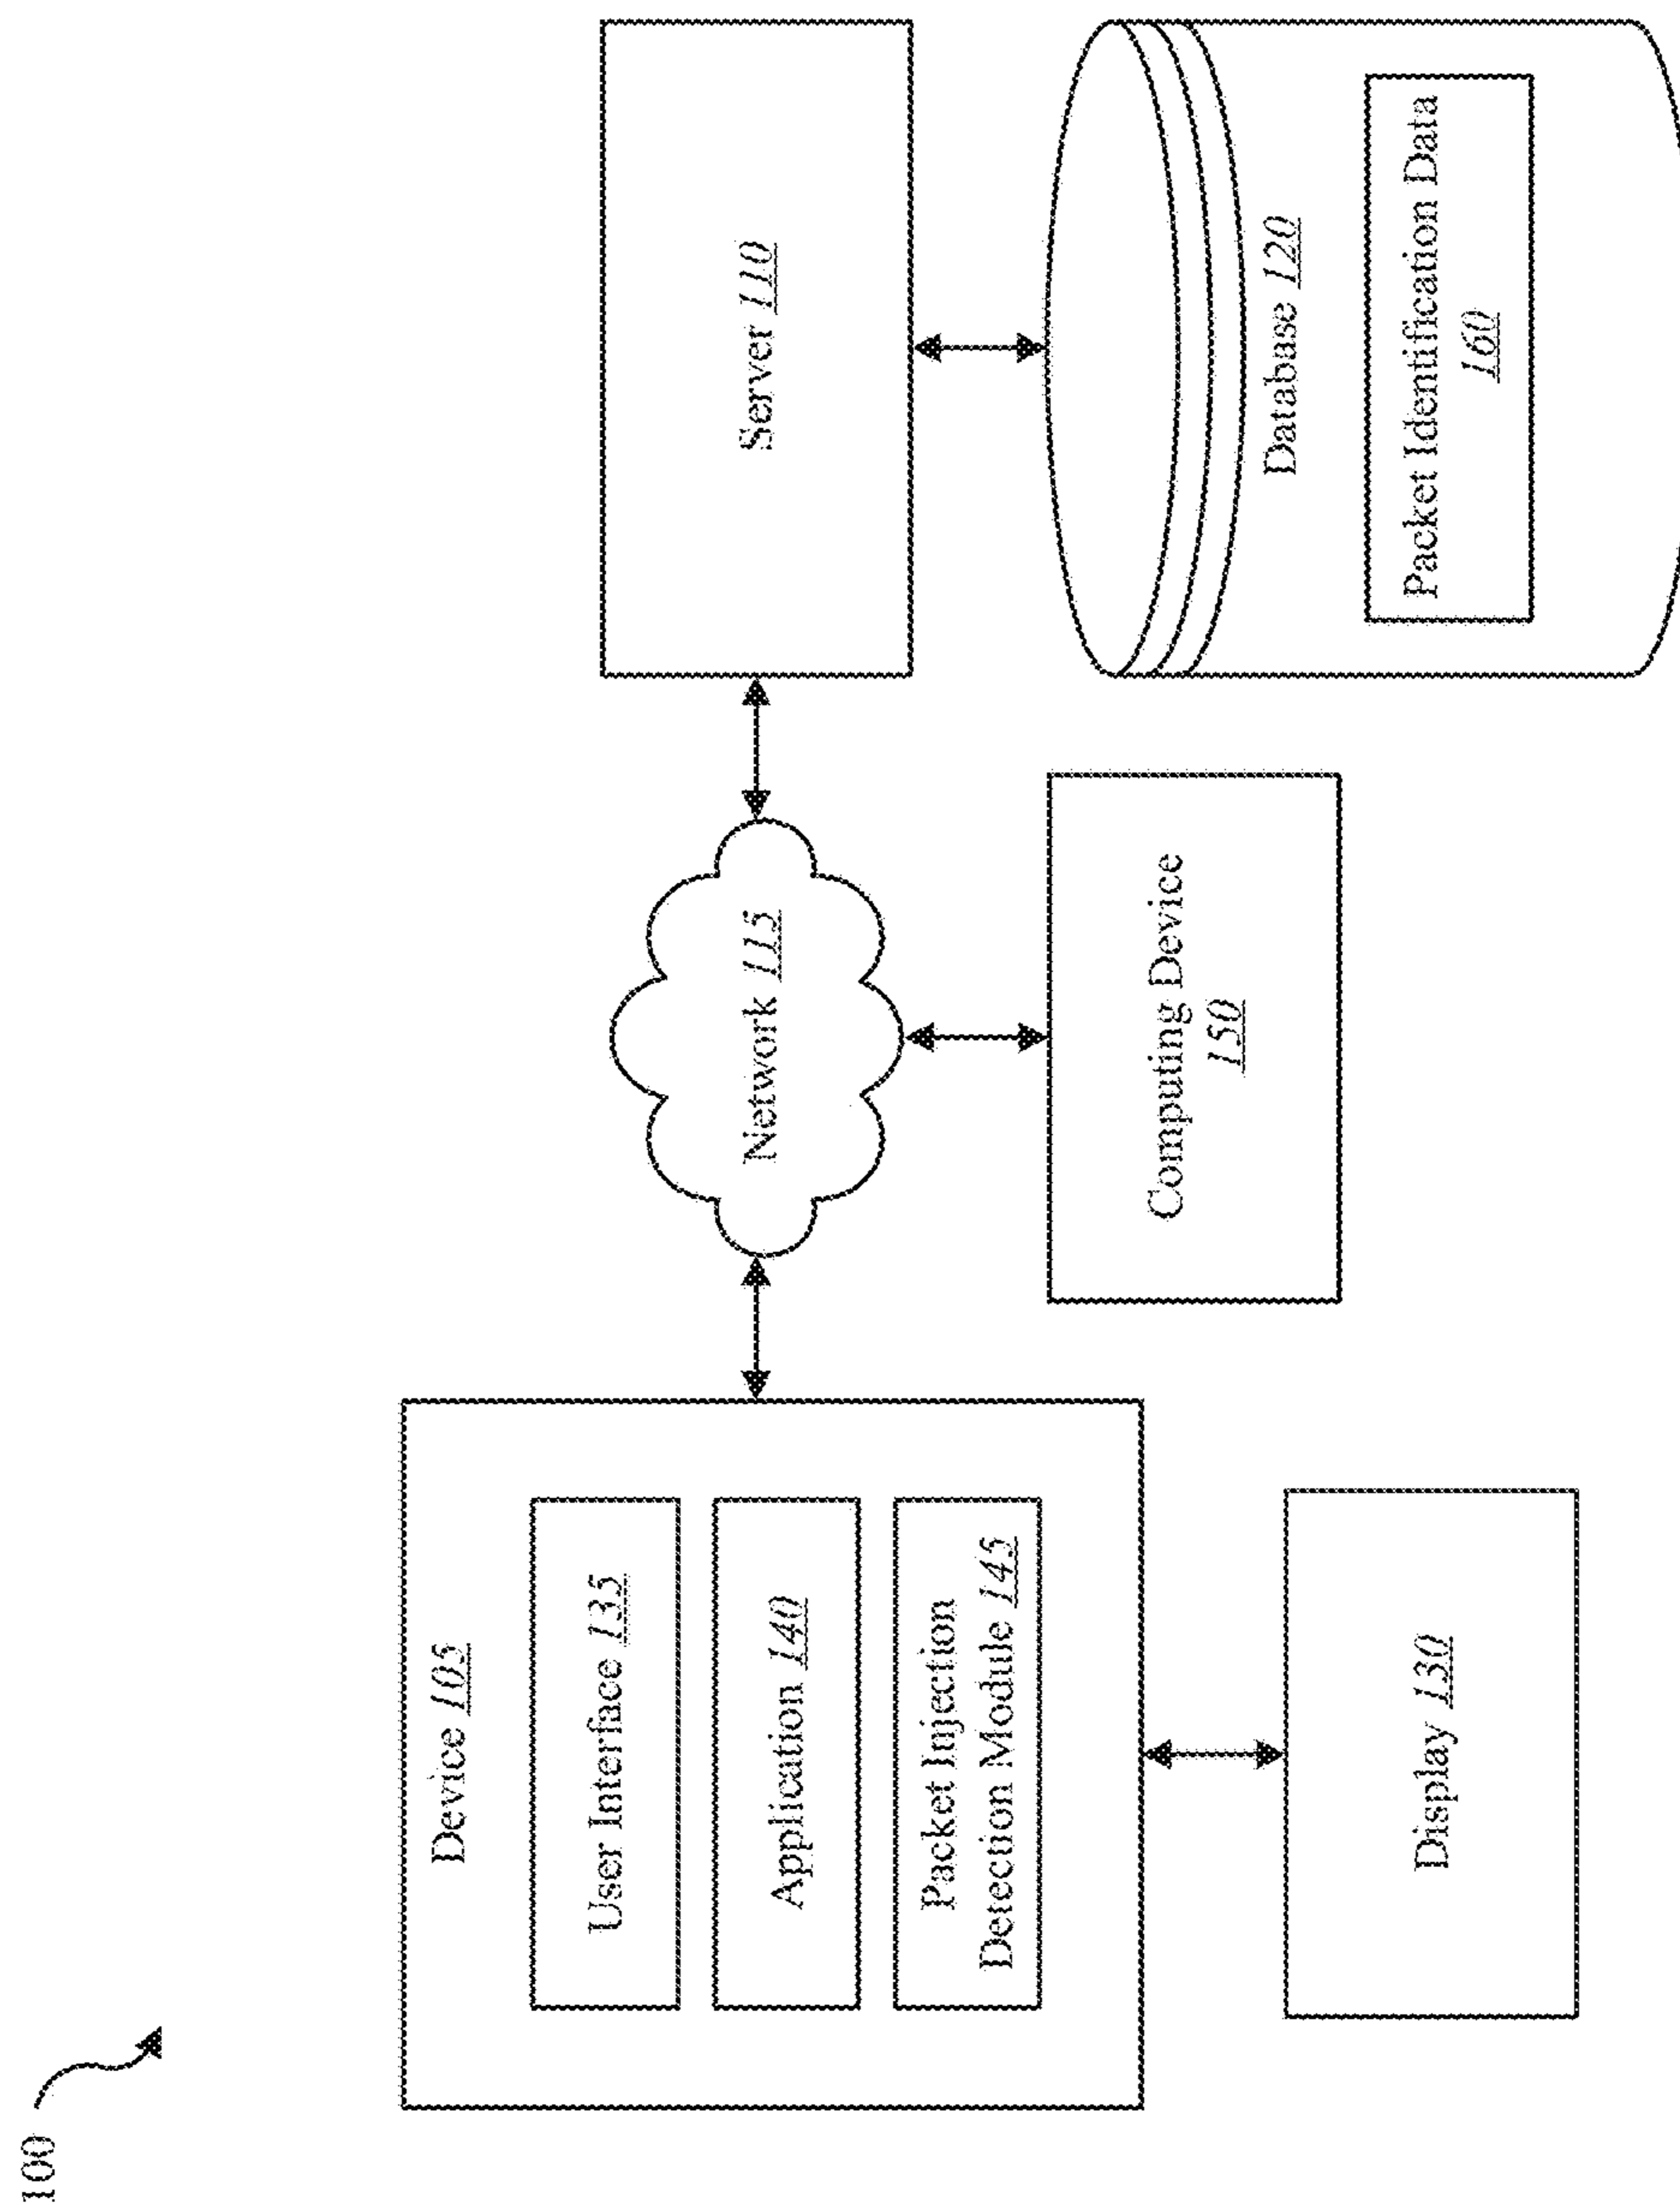 100
Device 105
User Interface 135
Application 140
Packet Injection
Detection Module 145
Display 130
Network 115
Computing Device
150
Server 110
Database 120
Packet Identification Data
160